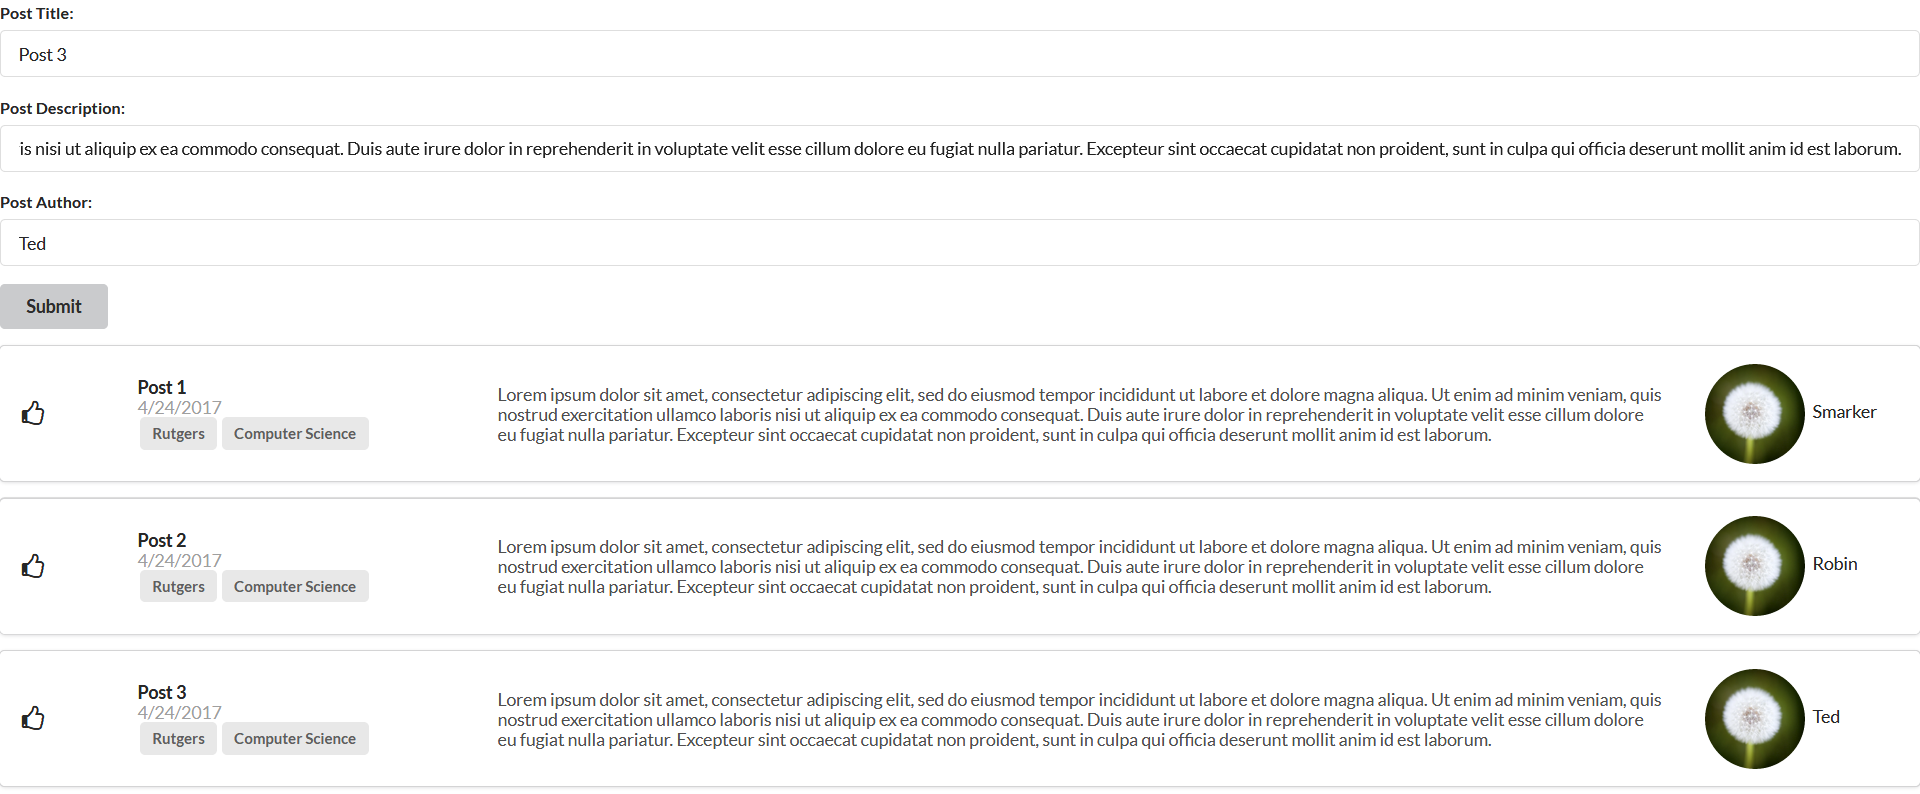 Post Title:
Post 3
Post Description:
is nisi ut aliquip ex ea commodo consequat. Duis aute irure dolor in reprehenderit in voluptate velit esse cillum dolore eu fugiat nulla pariatur. Excepteur sint occaecat cupidatat non proident, sunt in culpa qui officia deserunt mollit anim id est laborum.
Post Author:
Ted
Submit
Post 1
4/24/2017
Rutgers Computer Science
Lorem ipsum dolor sit amet, consectetur adipiscing elit, sed do eiusmod tempor incididunt ut labore et dolore magna aliqua. Ut enim ad minim veniam, quis
nostrud exercitation ullamco laboris nisi ut aliquip ex ea commodo consequat. Duis aute irure dolor in reprehenderit in voluptate velit esse cillum dolore
eu fugiat nulla pariatur. Excepteur sint occaecat cupidatat non proident, sunt in culpa qui officia deserunt mollit anim id est laborum.
Smarker
Post 2
4/24/2017
Rutgers Computer Science
Lorem ipsum dolor sit amet, consectetur adipiscing elit, sed do eiusmod tempor incididunt ut labore et dolore magna aliqua. Ut enim ad minim veniam, quis
nostrud exercitation ullamco laboris nisi ut aliquip ex ea commodo consequat. Duis aute irure dolor in reprehenderit in voluptate velit esse cillum dolore
eu fugiat nulla pariatur. Excepteur sint occaecat cupidatat non proident, sunt in culpa qui officia deserunt mollit anim id est laborum.
Robin
Post 3
4/24/2017
Rutgers Computer Science
Lorem ipsum dolor sit amet, consectetur adipiscing elit, sed do eiusmod tempor incididunt ut labore et dolore magna aliqua. Ut enim ad minim veniam, quis
nostrud exercitation ullamco laboris nisi ut aliquip ex ea commodo consequat. Duis aute irure dolor in reprehenderit in voluptate velit esse cillum dolore
eu fugiat nulla pariatur. Excepteur sint occaecat cupidatat non proident, sunt in culpa qui officia deserunt mollit anim id est laborum.
Ted